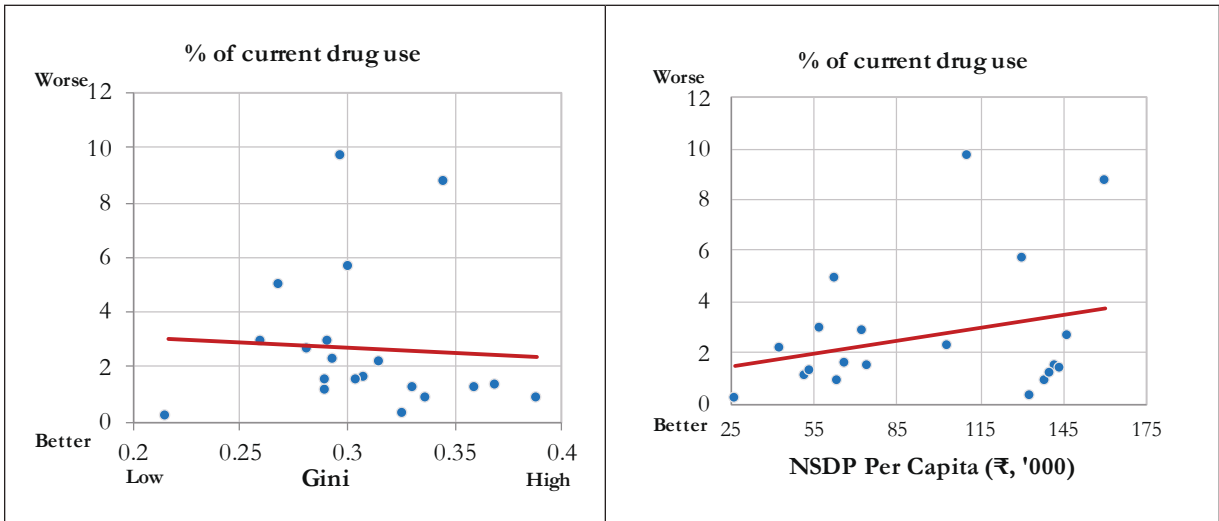 % of current drug use
Worse
12
10
8
6
4
2
0
Better
0.2 0.25 0.3 0.35 0.4
Low Gini High
% of current drug use
Worse
12
10
8
6
4
2
0
Better
25 55 85 115 145 175
NSDP Per Capita (₹, '000)